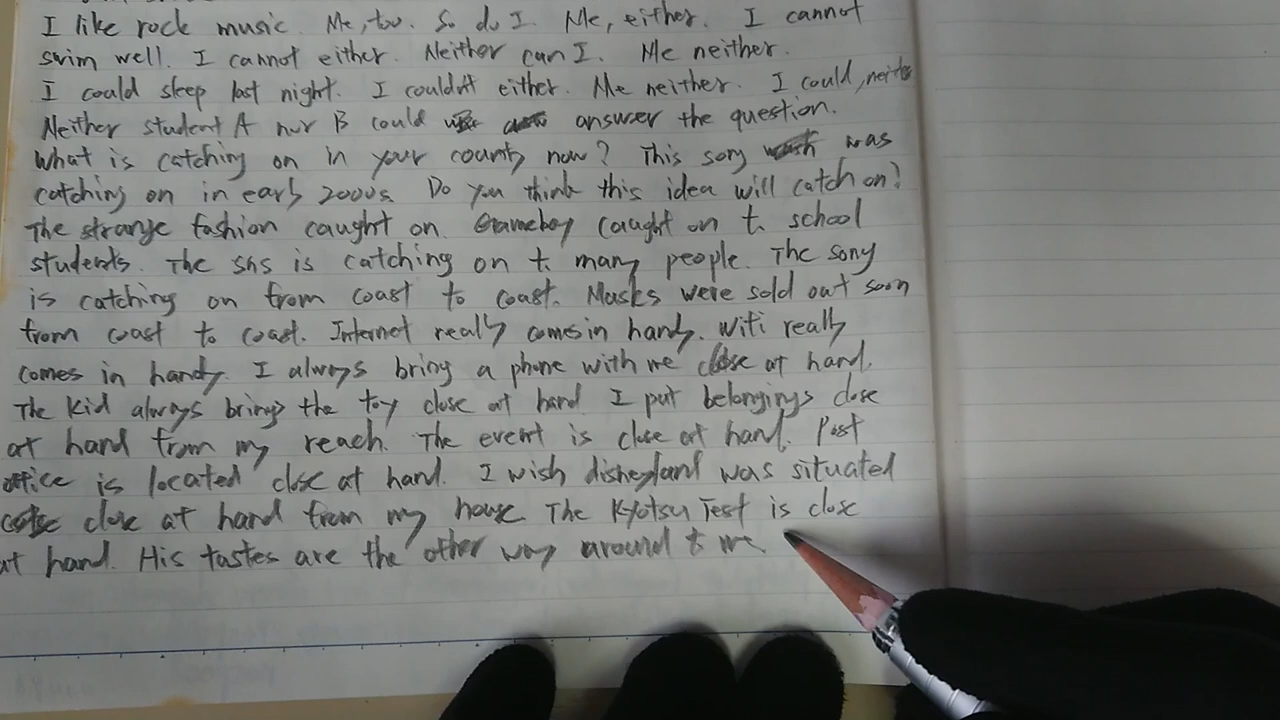 I like rock music. Me, too. So do I. Me, either. I cannot
swim well. I cannot either. Neither can I. Me neither.
I could sleep last night. I couldn't either. Me neither. I could, neither
Neither student A nor B could answer the question.
What is catching on in your country now? This song was
catching on in early 2000s. Do you think this idea will catch on?
The strange fashion caught on. Gameboy caught on to school
students. The SNS is catching on to many people. The song
is catching on from coast to coast. Masks were sold out soon
from coast to coast. Internet really comes in handy. Wifi really
comes in handy. I always bring a phone with me close at hand.
The kid always brings the toy close at hand. I put belongings close
at hand from my reach. The event is close at hand. Post
office is located close at hand. I wish disneyland was situated
close at hand from my house. The Kyotsu Test is close
at hand. His tastes are the other way around to me.